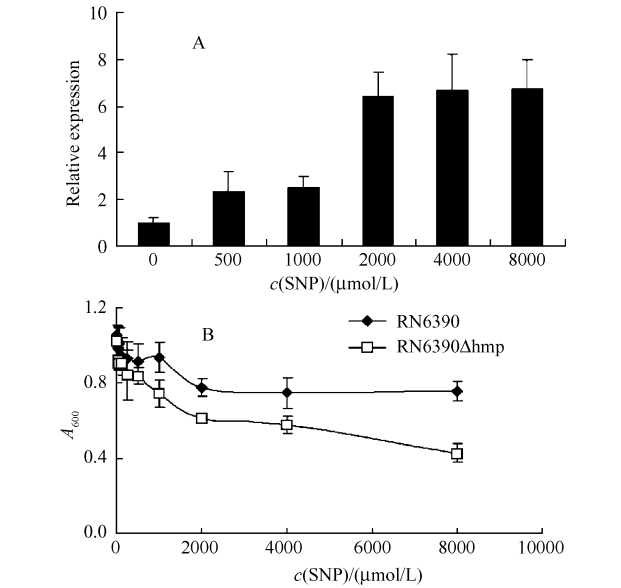 A
Relative expression
10
8
6
4
2
0
0 500 1000 2000 4000 8000
c(SNP)/(μmol/L)
B
RN6390
RN6390Δhmp
A600
1.2
0.8
0.4
0.0
0 2000 4000 6000 8000 10000
c(SNP)/(μmol/L)